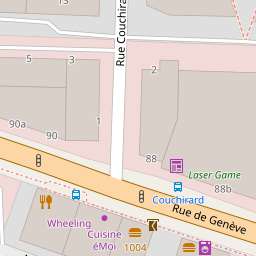 13
Rue Couchirard
5
3
2
90a
1
90
88
Laser Game
Couchirard
88b
Rue de Genève
Wheeling
Cuisine
éMoi
1004